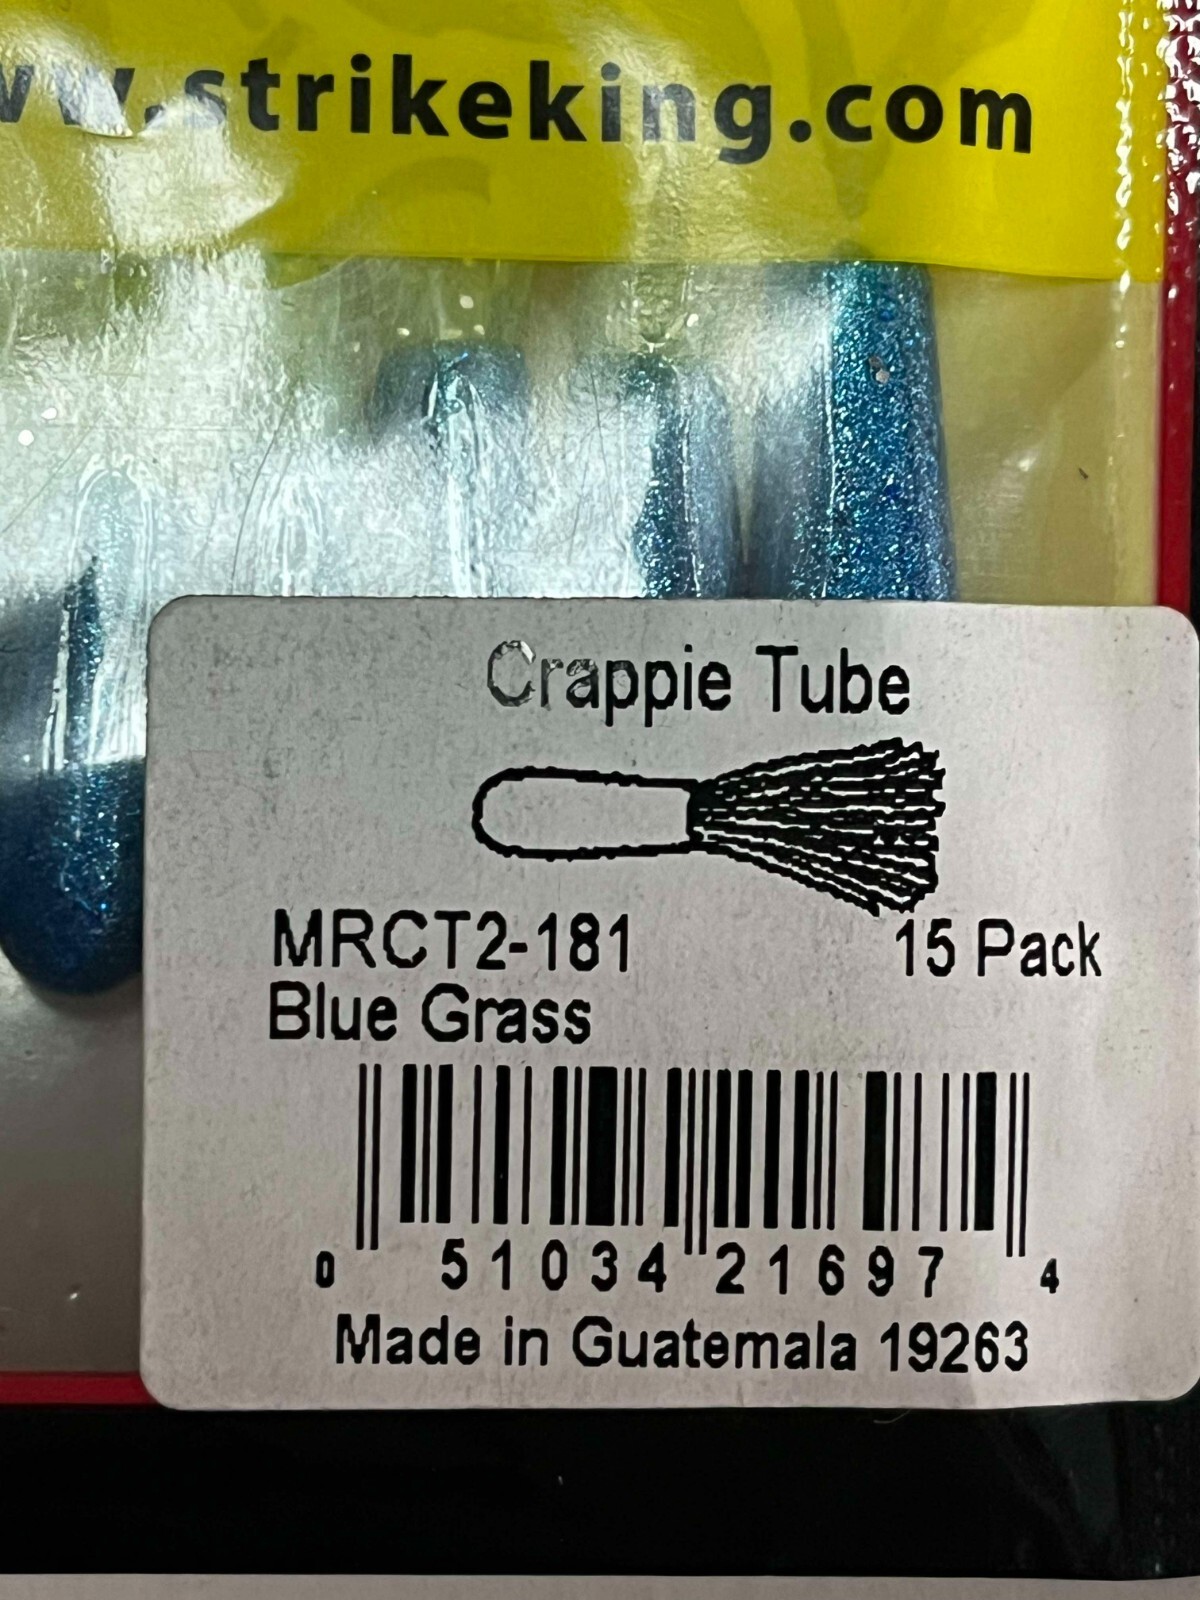 www.strikeking.com
Crappie Tube
MRCT2-181
15 Pack
Blue Grass
0 51034 21697 4
Made in Guatemala 19263